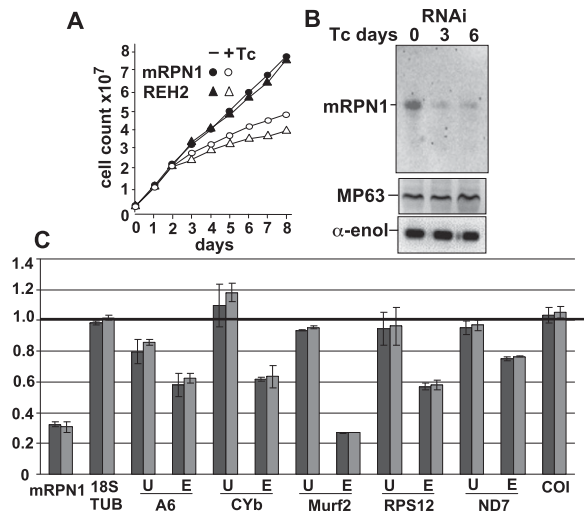 A
− + Tc
mRPN1
REH2
cell count x10⁷
8
7
6
5
4
3
2
1
0
0 1 2 3 4 5 6 7 8
days
B
RNAi
Tc days 0 3 6
mRPN1
MP63
α-enol
C
1.4
1.2
1.0
0.8
0.6
0.4
0.2
0
mRPN1 18S TUB U E U E U E U E U E COI
A6 CYb Murf2 RPS12 ND7